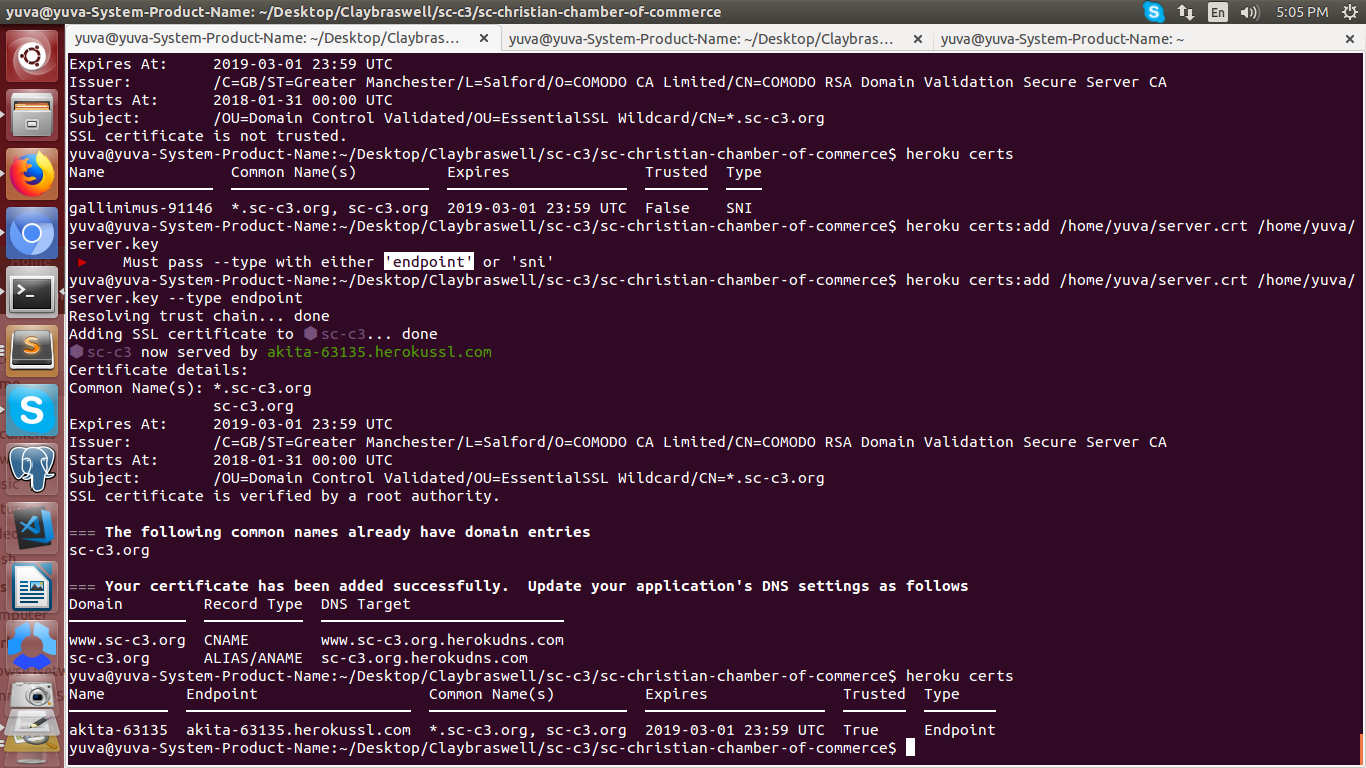 yuva@yuva-System-Product-Name: ~/Desktop/Claybraswell/sc-c3/sc-christian-chamber-of-commerce
En
5:05 PM
yuva@yuva-System-Product-Name: ~/Desktop/Claybras... ×
yuva@yuva-System-Product-Name: ~/Desktop/Claybras... ×
yuva@yuva-System-Product-Name: ~ ×
Expires At:     2019-03-01 23:59 UTC
Issuer:         /C=GB/ST=Greater Manchester/L=Salford/O=COMODO CA Limited/CN=COMODO RSA Domain Validation Secure Server CA
Starts At:      2018-01-31 00:00 UTC
Subject:        /OU=Domain Control Validated/OU=EssentialSSL Wildcard/CN=*.sc-c3.org
SSL certificate is not trusted.
yuva@yuva-System-Product-Name:~/Desktop/Claybraswell/sc-c3/sc-christian-chamber-of-commerce$ heroku certs
Name              Common Name(s)          Expires               Trusted  Type
gallimimus-91146  *.sc-c3.org, sc-c3.org  2019-03-01 23:59 UTC  False    SNI
yuva@yuva-System-Product-Name:~/Desktop/Claybraswell/sc-c3/sc-christian-chamber-of-commerce$ heroku certs:add /home/yuva/server.crt /home/yuva/
server.key
▸    Must pass --type with either 'endpoint' or 'sni'
yuva@yuva-System-Product-Name:~/Desktop/Claybraswell/sc-c3/sc-christian-chamber-of-commerce$ heroku certs:add /home/yuva/server.crt /home/yuva/
server.key --type endpoint
Resolving trust chain... done
Adding SSL certificate to ⬢ sc-c3... done
⬢ sc-c3 now served by akita-63135.herokussl.com
Certificate details:
Common Name(s): *.sc-c3.org
                sc-c3.org
Expires At:     2019-03-01 23:59 UTC
Issuer:         /C=GB/ST=Greater Manchester/L=Salford/O=COMODO CA Limited/CN=COMODO RSA Domain Validation Secure Server CA
Starts At:      2018-01-31 00:00 UTC
Subject:        /OU=Domain Control Validated/OU=EssentialSSL Wildcard/CN=*.sc-c3.org
SSL certificate is verified by a root authority.
=== The following common names already have domain entries
sc-c3.org
=== Your certificate has been added successfully.  Update your application's DNS settings as follows
Domain         Record Type  DNS Target
www.sc-c3.org  CNAME        www.sc-c3.org.herokudns.com
sc-c3.org      ALIAS/ANAME  sc-c3.org.herokudns.com
yuva@yuva-System-Product-Name:~/Desktop/Claybraswell/sc-c3/sc-christian-chamber-of-commerce$ heroku certs
Name         Endpoint                   Common Name(s)          Expires               Trusted  Type
akita-63135  akita-63135.herokussl.com  *.sc-c3.org, sc-c3.org  2019-03-01 23:59 UTC  True     Endpoint
yuva@yuva-System-Product-Name:~/Desktop/Claybraswell/sc-c3/sc-christian-chamber-of-commerce$